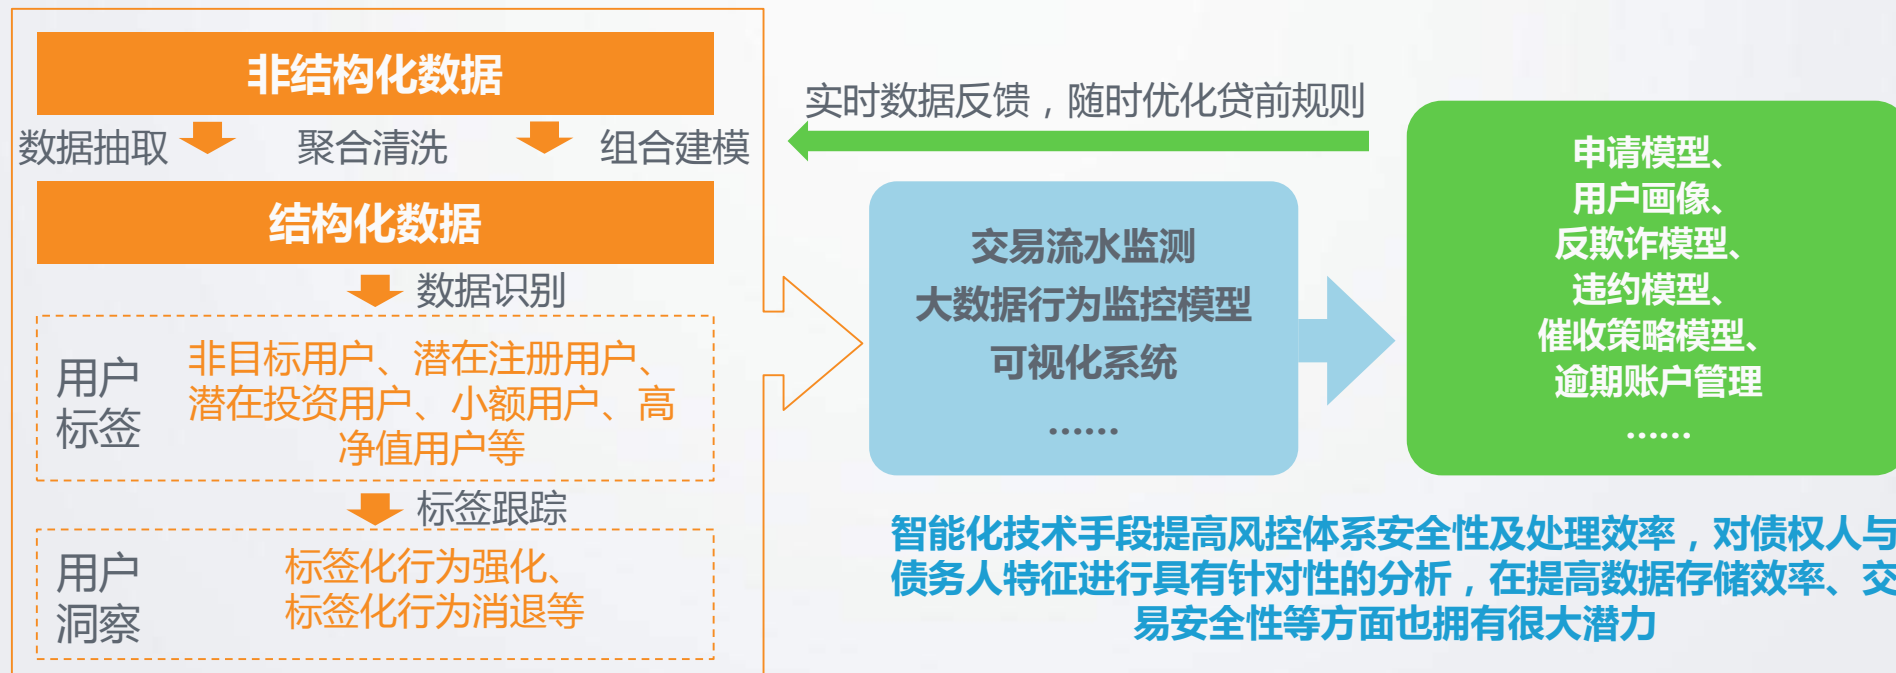 非结构化数据
数据抽取 聚合清洗 组合建模
结构化数据
数据识别
用户
标签
非目标用户、潜在注册用户、
潜在投资用户、小额用户、高
净值用户等
标签跟踪
用户
洞察
标签化行为强化、
标签化行为消退等
实时数据反馈，随时优化贷前规则
交易流水监测
大数据行为监控模型
可视化系统
……
申请模型、
用户画像、
反欺诈模型、
违约模型、
催收策略模型、
逾期账户管理
……
智能化技术手段提高风控体系安全性及处理效率，对债权人与
债务人特征进行具有针对性的分析，在提高数据存储效率、交
易安全性等方面也拥有很大潜力